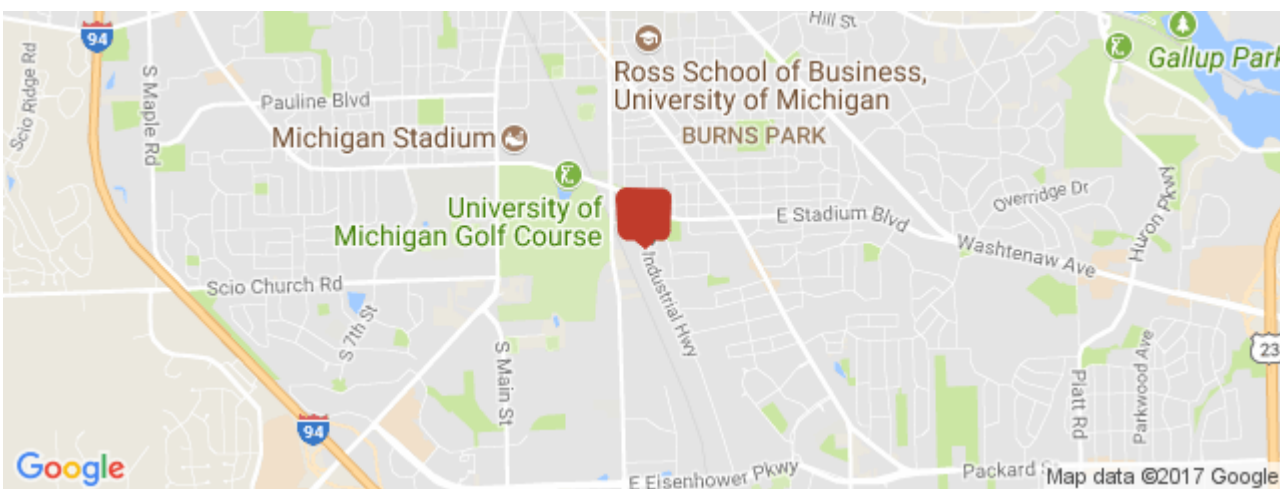 Hill St
94
Scio Ridge Rd
S Maple Rd
Gallup Park
Ross School of Business,
University of Michigan
Pauline Blvd
Michigan Stadium
BURNS PARK
Overridge Dr
Huron Pkwy
University of
Michigan Golf Course
E Stadium Blvd
Washtenaw Ave
Industrial Hwy
Scio Church Rd
S 7th St
S Main St
23
Platt Rd
Parkwood Ave
94
Google
E Eisenhower Pkwy
Packard
Map data ©2017 Google